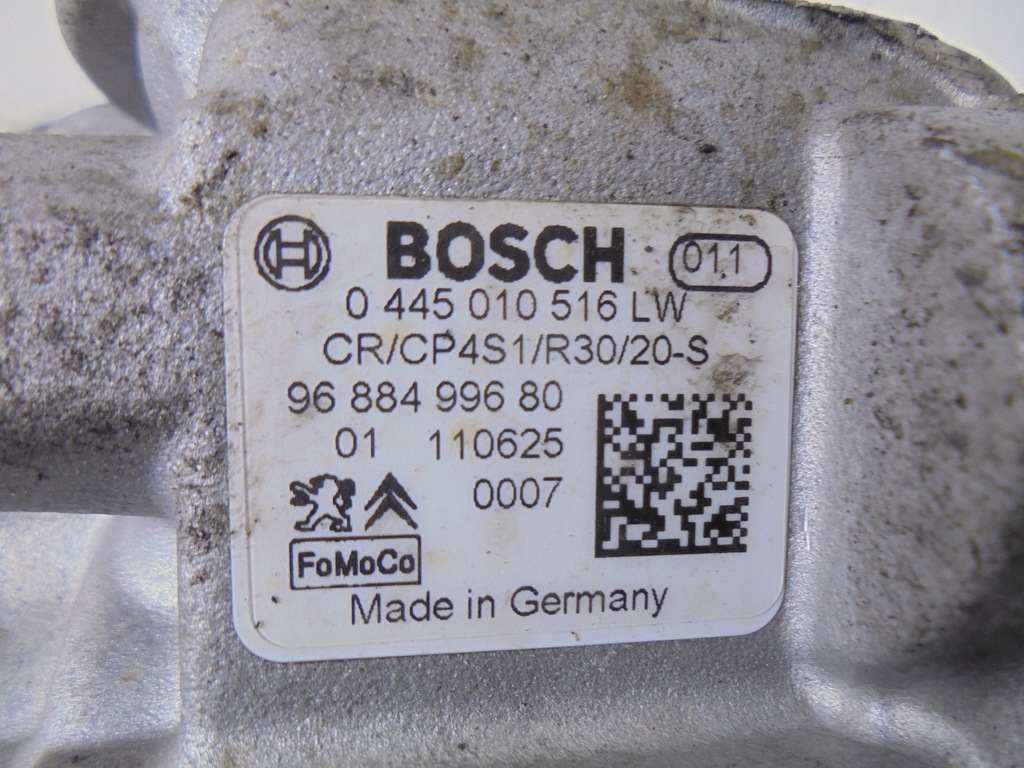 BOSCH 011
0 445 010 516 LW
CR/CP4S1/R30/20-S
96 884 996 80
01 110625
0007
FoMoCo
Made in Germany